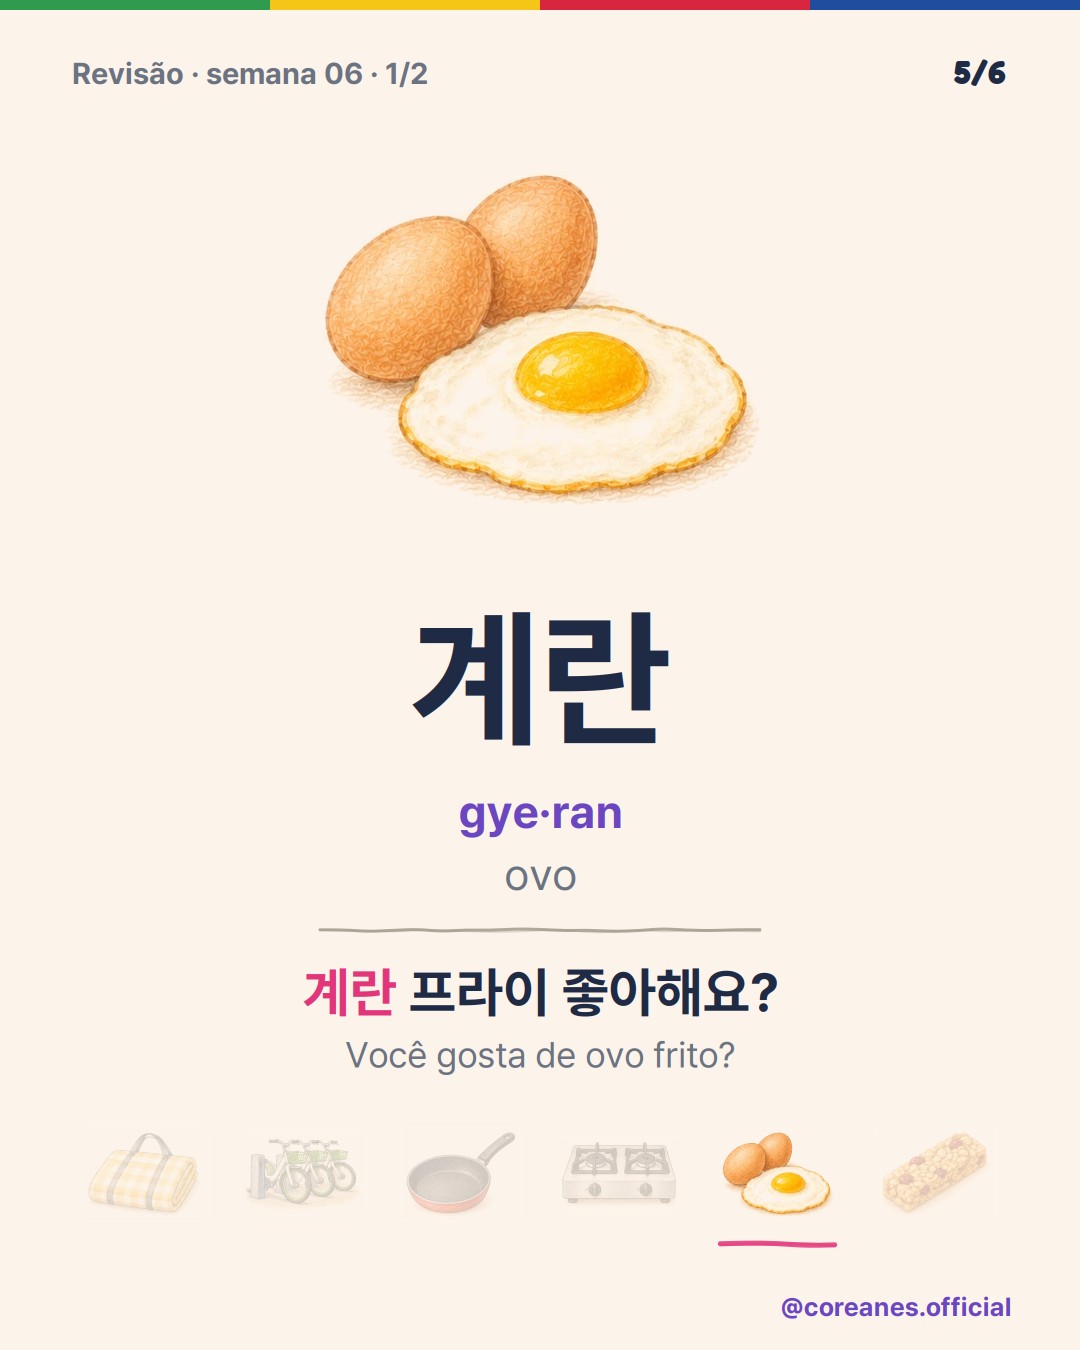 Revisão · semana 06 · 1/2
5/6
계란
gye·ran
ovo
계란 프라이 좋아해요?
Você gosta de ovo frito?
@coreanes.official